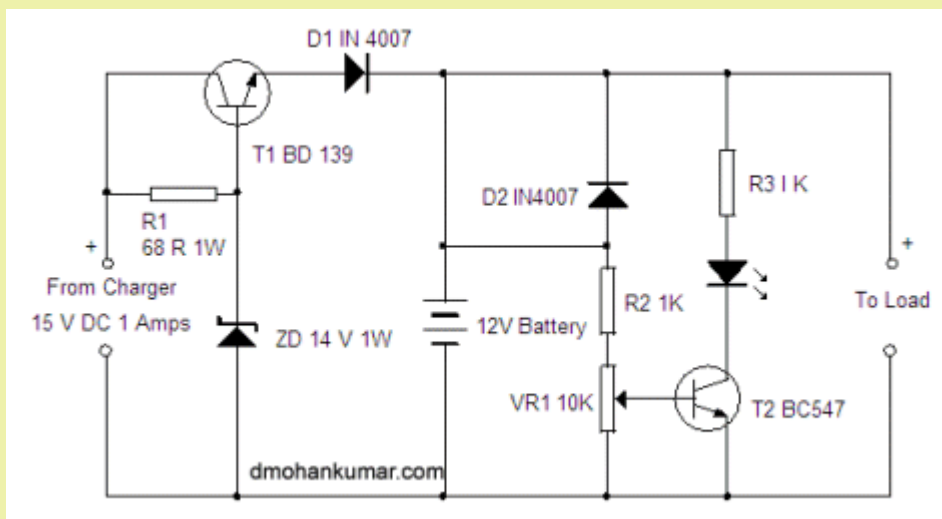 D1 IN 4007
T1 BD 139
D2 IN4007
R3 I K
R1
68 R 1W
+
+
From Charger
15 V DC 1 Amps
R2 1K
To Load
ZD 14 V 1W
12V Battery
VR1 10K
T2 BC547
dmohankumar.com